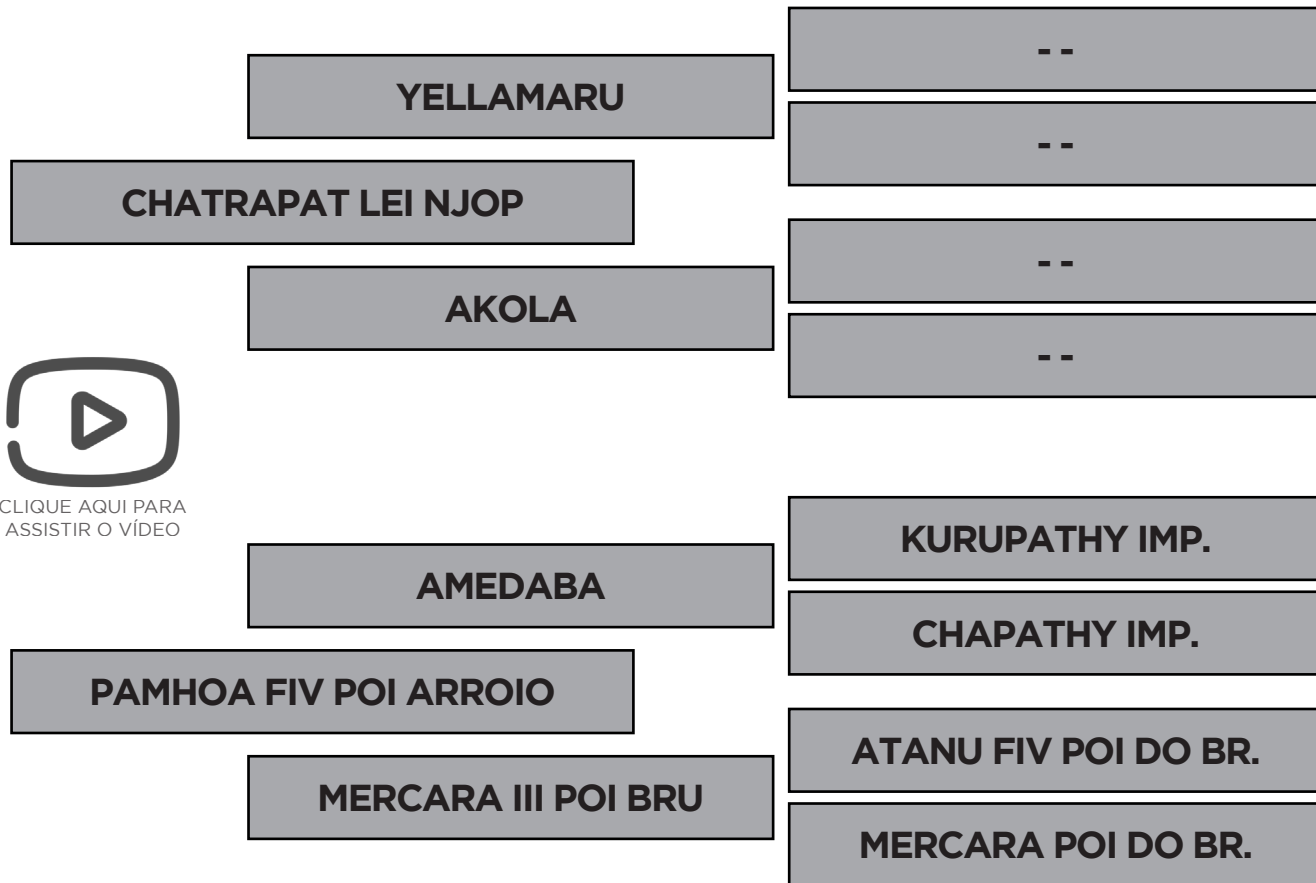 - -
YELLAMARU
- -
CHATRAPAT LEI NJOP
- -
AKOLA
- -
CLIQUE AQUI PARA
ASSISTIR O VÍDEO
KURUPATHY IMP.
AMEDABA
CHAPATHY IMP.
PAMHOA FIV POI ARROIO
ATANU FIV POI DO BR.
MERCARA III POI BRU
MERCARA POI DO BR.